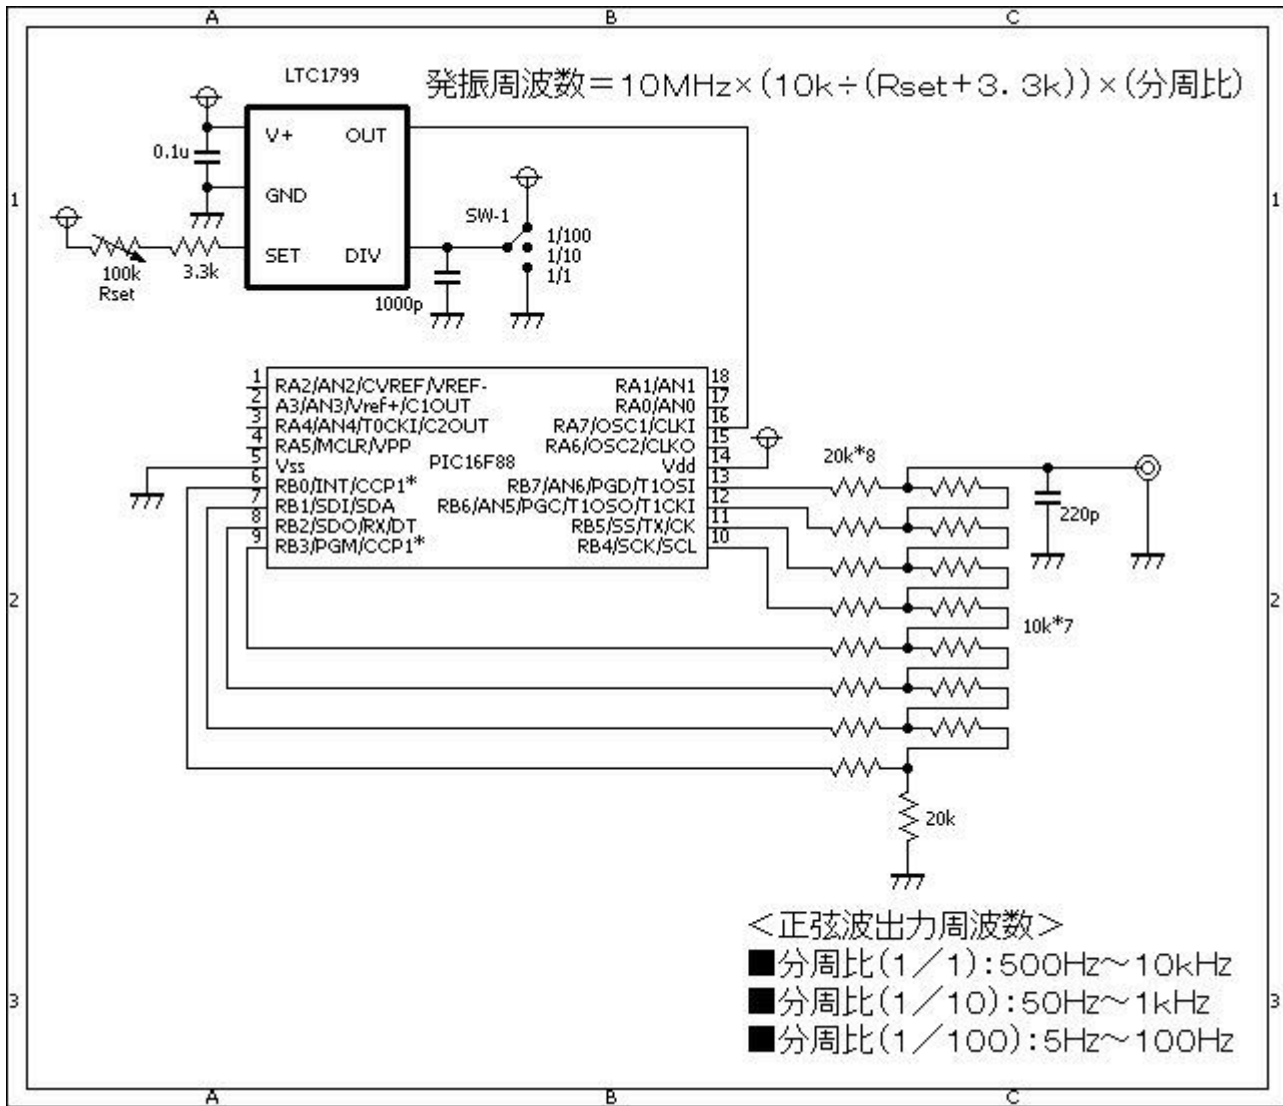 A
B
C
LTC1799
発振周波数＝10MHz×(10k÷(Rset＋3.3k))×(分周比)
V+
OUT
0.1u
GND
1
1
SW-1
1/100
1/10
1/1
SET
DIV
100k
Rset
3.3k
1000p
1
RA2/AN2/CVREF/VREF-
RA1/AN1
18
2
A3/AN3/Vref+/C1OUT
RA0/AN0
17
3
RA4/AN4/T0CKI/C2OUT
RA7/OSC1/CLKI
16
4
RA5/MCLR/VPP
RA6/OSC2/CLKO
15
5
Vss
PIC16F88
Vdd
14
6
RB0/INT/CCP1*
RB7/AN6/PGD/T1OSI
13
7
RB1/SDI/SDA
RB6/AN5/PGC/T1OSO/T1CKI
12
8
RB2/SDO/RX/DT
RB5/SS/TX/CK
11
9
RB3/PGM/CCP1*
RB4/SCK/SCL
10
20k*8
220p
2
2
10k*7
20k
＜正弦波出力周波数＞
■分周比(1／1):500Hz～10kHz
■分周比(1／10):50Hz～1kHz
■分周比(1／100):5Hz～100Hz
3
3
A
B
C